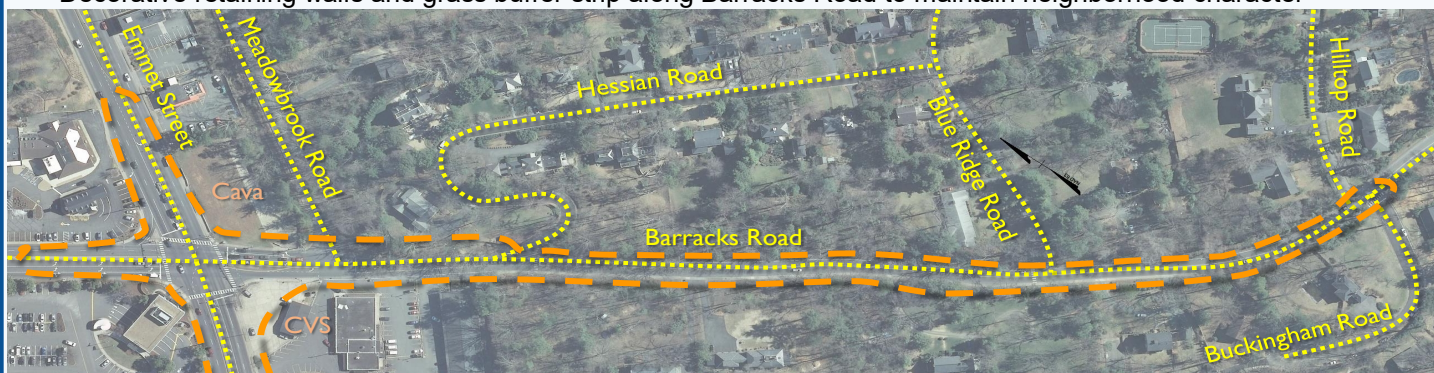 Decorative retaining walls and grass buffer strip along Barracks Road to maintain neighborhood character
Emmet Street
Meadowbrook Road
Hessian Road
Blue Ridge Road
Hilltop Road
Cava
Barracks Road
CVS
Buckingham Road